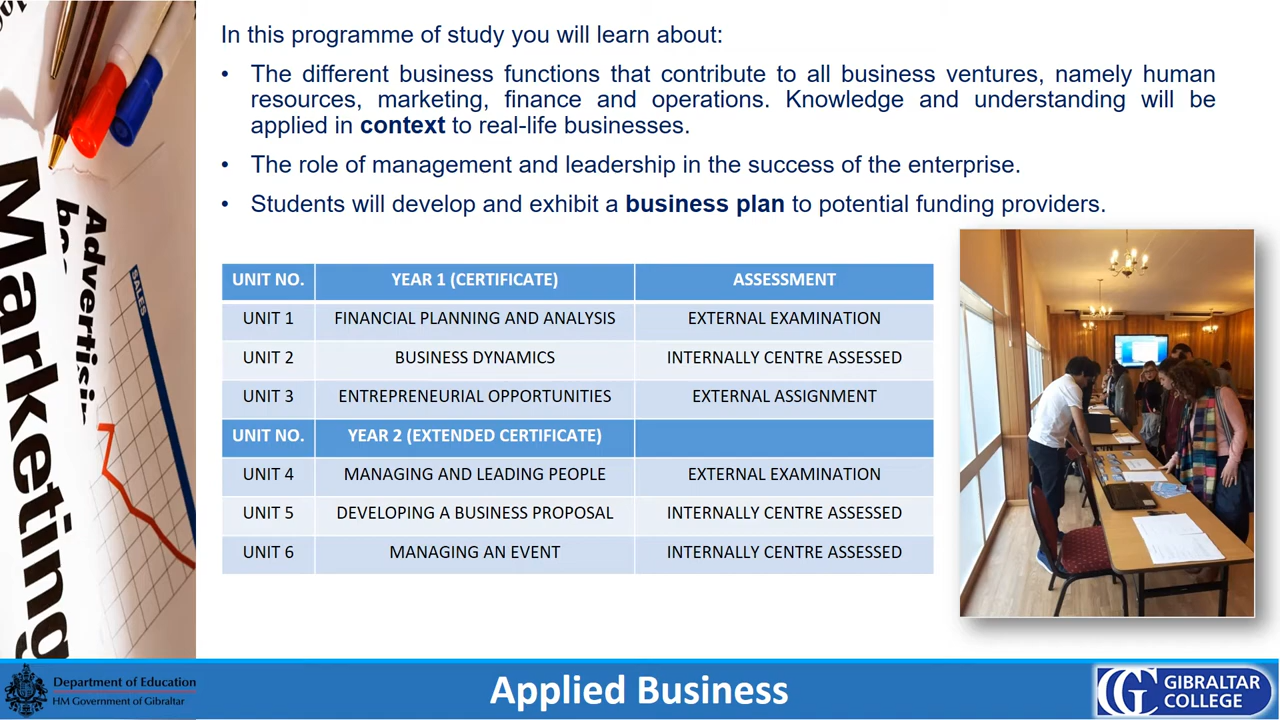 In this programme of study you will learn about:
• The different business functions that contribute to all business ventures, namely human
resources, marketing, finance and operations. Knowledge and understanding will be
applied in context to real-life businesses.
• The role of management and leadership in the success of the enterprise.
• Students will develop and exhibit a business plan to potential funding providers.
UNIT NO. YEAR 1 (CERTIFICATE) ASSESSMENT
UNIT 1 FINANCIAL PLANNING AND ANALYSIS EXTERNAL EXAMINATION
UNIT 2 BUSINESS DYNAMICS INTERNALLY CENTRE ASSESSED
UNIT 3 ENTREPRENEURIAL OPPORTUNITIES EXTERNAL ASSIGNMENT
UNIT NO. YEAR 2 (EXTENDED CERTIFICATE)
UNIT 4 MANAGING AND LEADING PEOPLE EXTERNAL EXAMINATION
UNIT 5 DEVELOPING A BUSINESS PROPOSAL INTERNALLY CENTRE ASSESSED
UNIT 6 MANAGING AN EVENT INTERNALLY CENTRE ASSESSED
Marketing
Advertisin
SALES
Department of Education
HM Government of Gibraltar
Applied Business
GIBRALTAR
COLLEGE